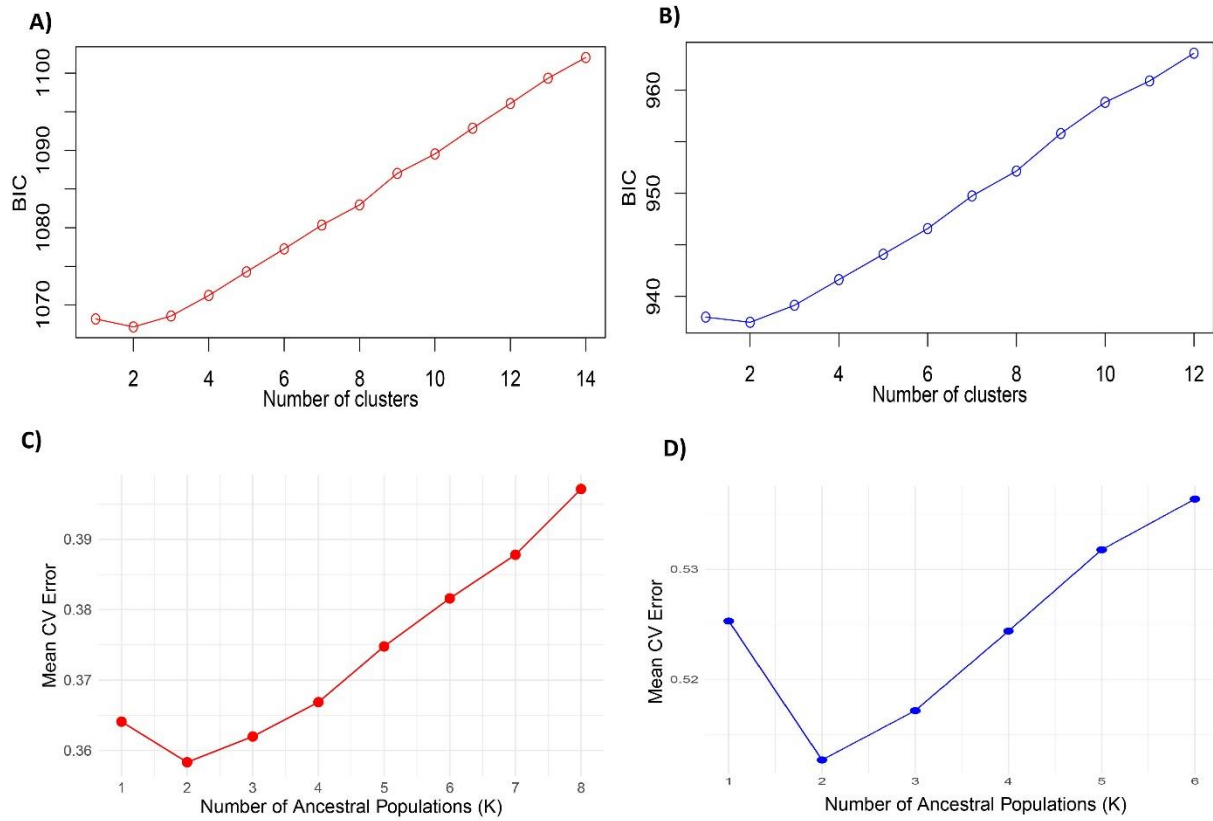 A)
BIC
1100
1090
1080
1070
2 4 6 8 10 12 14
Number of clusters
B)
BIC
960
950
940
2 4 6 8 10 12
Number of clusters
C)
Mean CV Error
0.39
0.38
0.37
0.36
1 2 3 4 5 6 7 8
Number of Ancestral Populations (K)
D)
Mean CV Error
0.53
0.52
1 2 3 4 5 6
Number of Ancestral Populations (K)